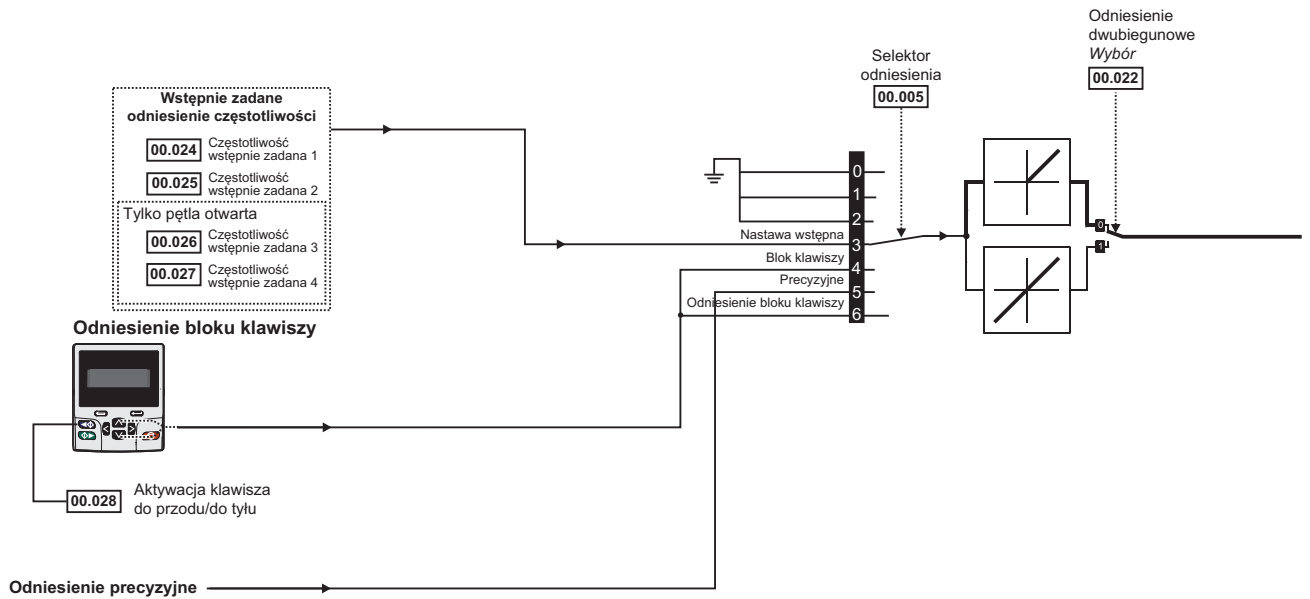 Odniesienie
dwubiegunowe
Wybór
00.022
Selektor
odniesienia
00.005
Wstępnie zadane
odniesienie częstotliwości
00.024 Częstotliwość
wstępnie zadana 1
00.025 Częstotliwość
wstępnie zadana 2
Tylko pętla otwarta
00.026 Częstotliwość
wstępnie zadana 3
00.027 Częstotliwość
wstępnie zadana 4
0
1
2
Nastawa wstępna 3
Blok klawiszy 4
Precyzyjne 5
Odniesienie bloku klawiszy 6
0
1
Odniesienie bloku klawiszy
00.028 Aktywacja klawisza
do przodu/do tyłu
Odniesienie precyzyjne